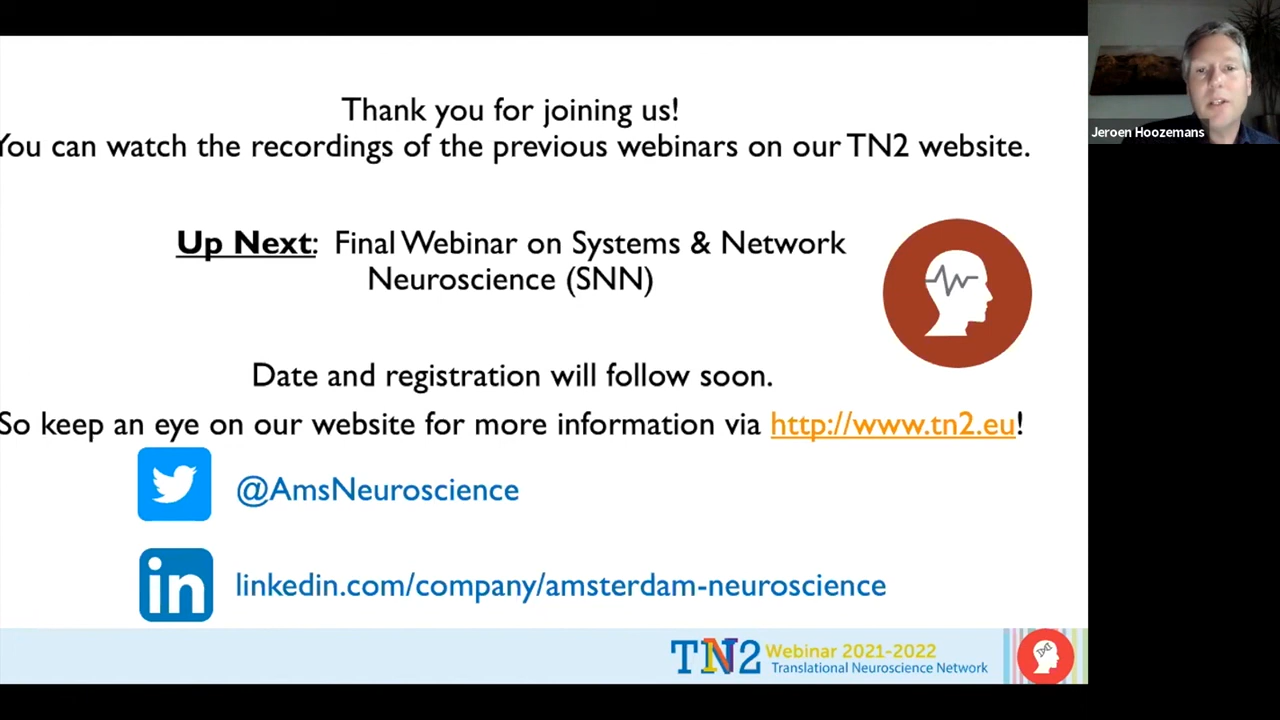 Thank you for joining us!
You can watch the recordings of the previous webinars on our TN2 website.
Up Next: Final Webinar on Systems & Network
Neuroscience (SNN)
Date and registration will follow soon.
So keep an eye on our website for more information via http://www.tn2.eu!
@AmsNeuroscience
in linkedin.com/company/amsterdam-neuroscience
TN2 Webinar 2021-2022
Translational Neuroscience Network
Jeroen Hoozemans